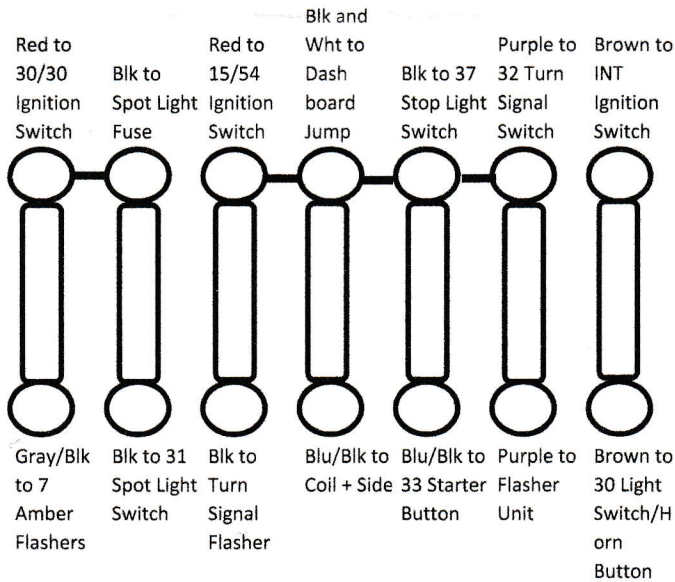 Red to
30/30
Ignition
Switch
Blk to
Spot Light
Fuse
Red to
15/54
Ignition
Switch
Blk and
Wht to
Dash
board
Jump
Blk to 37
Stop Light
Switch
Purple to
32 Turn
Signal
Switch
Brown to
INT
Ignition
Switch
Gray/Blk
to 7
Amber
Flashers
Blk to 31
Spot Light
Switch
Blk to
Turn
Signal
Flasher
Blu/Blk to
Coil + Side
Blu/Blk to
33 Starter
Button
Purple to
Flasher
Unit
Brown to
30 Light
Switch/H
orn
Button